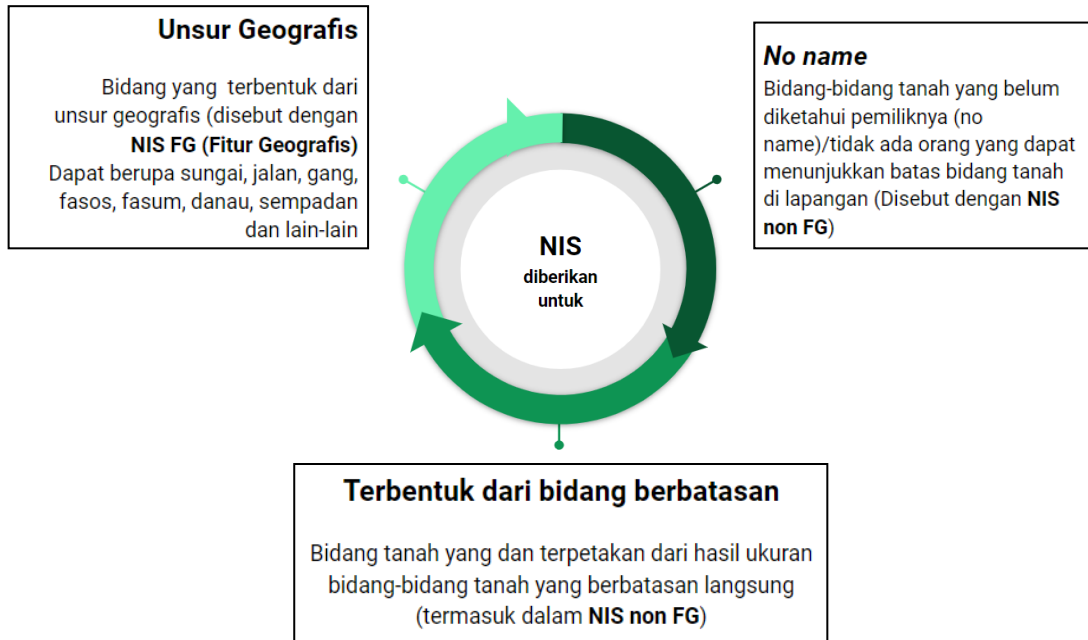 Unsur Geografis
Bidang yang terbentuk dari
unsur geografis (disebut dengan
NIS FG (Fitur Geografis)
Dapat berupa sungai, jalan, gang,
fasos, fasum, danau, sempadan
dan lain-lain
No name
Bidang-bidang tanah yang belum
diketahui pemiliknya (no
name)/tidak ada orang yang dapat
menunjukkan batas bidang tanah
di lapangan (Disebut dengan NIS
non FG)
NIS
diberikan
untuk
Terbentuk dari bidang berbatasan
Bidang tanah yang dan terpetakan dari hasil ukuran
bidang-bidang tanah yang berbatasan langsung
(termasuk dalam NIS non FG)